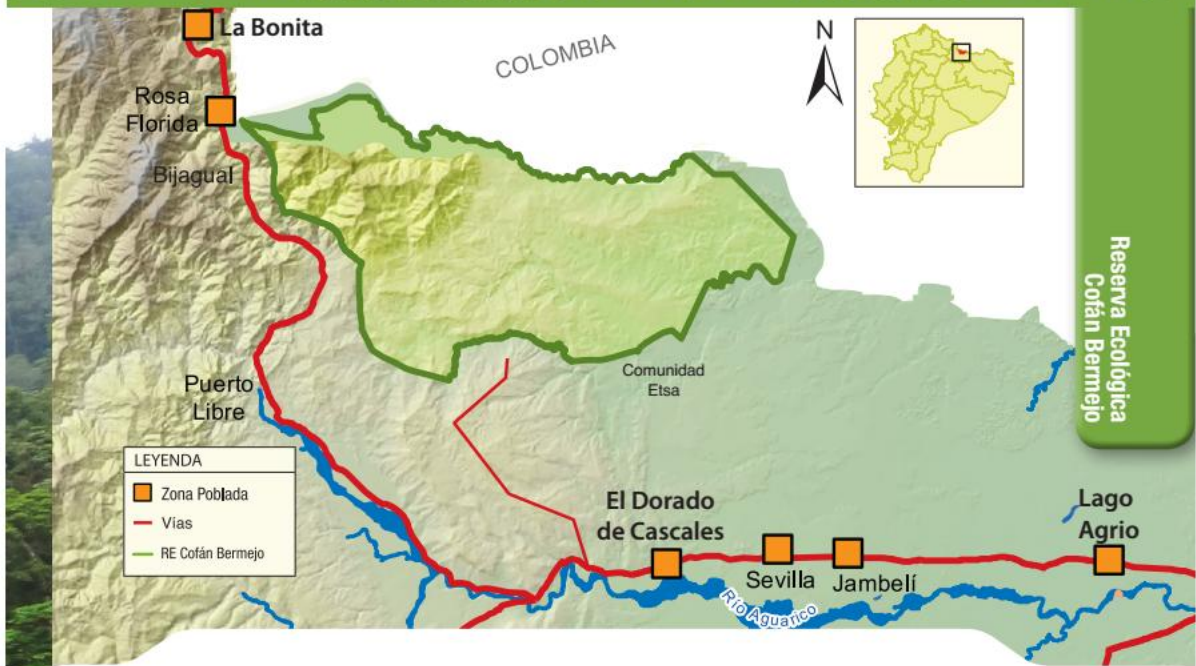 La Bonita
COLOMBIA
N
Rosa
Florida
Bijagual
Reserva Ecológica
Cofán Bermejo
Comunidad
Etsa
Puerto
Libre
LEYENDA
Zona Poblada
Vías
RE Cofán Bermejo
El Dorado
de Cascales
Sevilla
Jambelí
Lago
Agrio
Río Aguarico